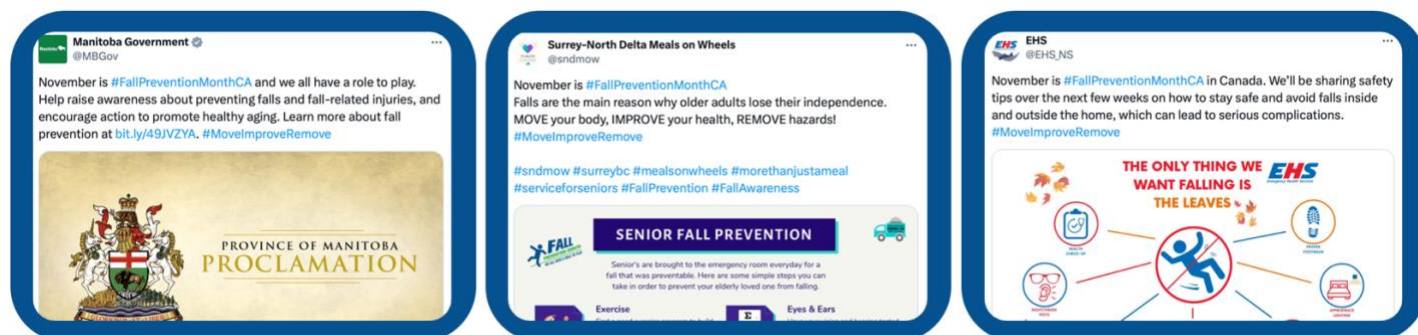 Manitoba Government
@MBGov
November is #FallPreventionMonthCA and we all have a role to play.
Help raise awareness about preventing falls and fall-related injuries, and
encourage action to promote healthy aging. Learn more about fall
prevention at bit.ly/49JVZYA. #MoveImproveRemove
PROVINCE OF MANITOBA
PROCLAMATION
Surrey-North Delta Meals on Wheels
@sndmow
November is #FallPreventionMonthCA
Falls are the main reason why older adults lose their independence.
MOVE your body, IMPROVE your health, REMOVE hazards!
#MoveImproveRemove
#sndmow #surreybc #mealsonwheels #morethanjustameal
#serviceforseniors #FallPrevention #FallAwareness
FALL
SENIOR FALL PREVENTION
Senior's are brought to the emergency room everyday for a
fall that was preventable. Here are some simple steps you can
take in order to prevent your elderly loved one from falling.
Exercise
Eyes & Ears
EHS
EHS
@EHS_NS
November is #FallPreventionMonthCA in Canada. We'll be sharing safety
tips over the next few weeks on how to stay safe and avoid falls inside
and outside the home, which can lead to serious complications.
#MoveImproveRemove
THE ONLY THING WE
WANT FALLING IS
THE LEAVES
EHS
HEALTH
CHECK-UP
PROPER
FOOTWEAR